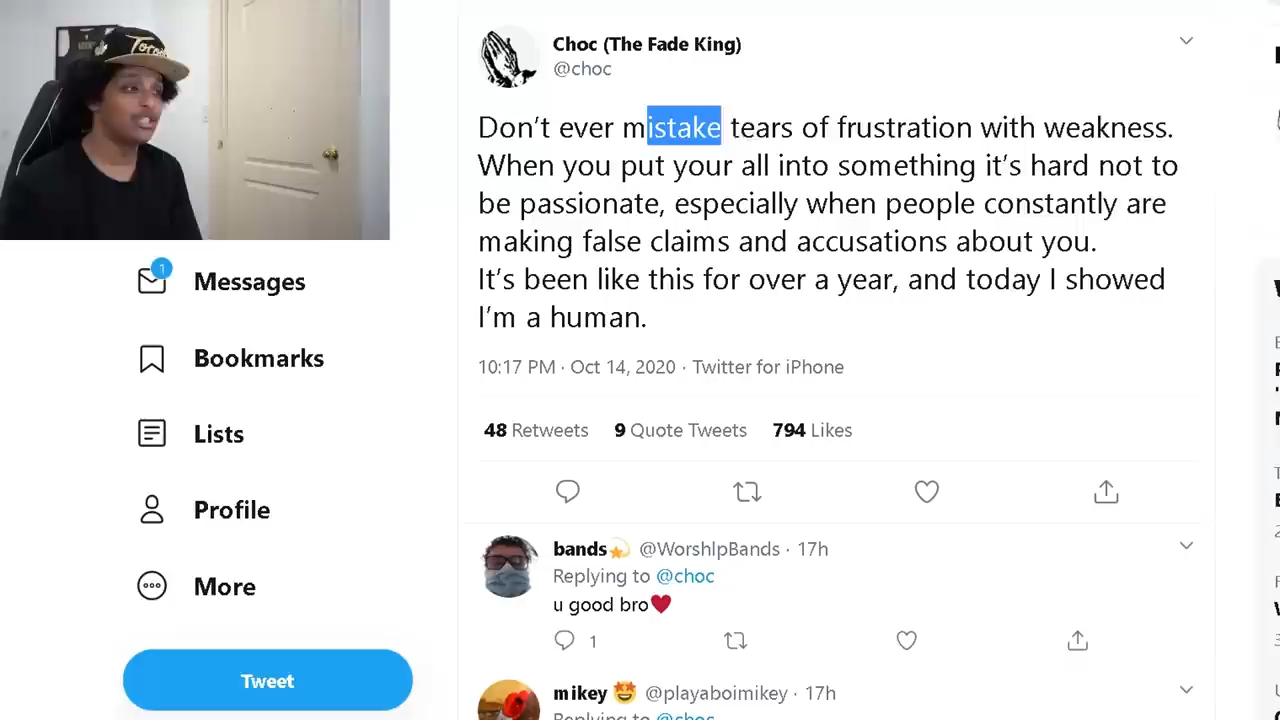 Choc (The Fade King)
@choc
Don't ever mistake tears of frustration with weakness.
When you put your all into something it's hard not to
be passionate, especially when people constantly are
making false claims and accusations about you.
It's been like this for over a year, and today I showed
I'm a human.
10:17 PM · Oct 14, 2020 · Twitter for iPhone
48 Retweets 9 Quote Tweets 794 Likes
1
Messages
Bookmarks
Lists
Profile
More
Tweet
bands💫 @WorshIpBands · 17h
Replying to @choc
u good bro♥
1
mikey 🤩 @playaboimikey · 17h
Replying to @choc